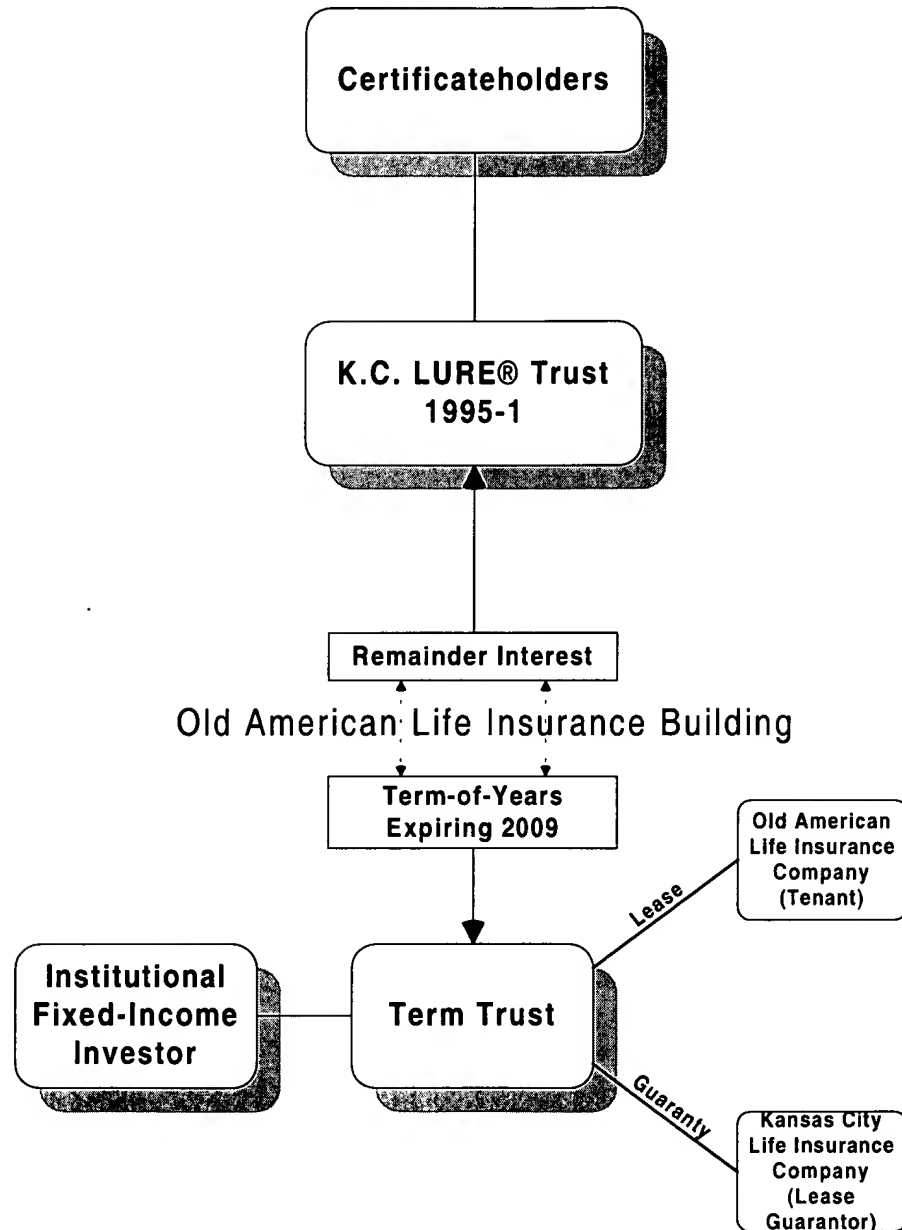 Certificateholders
K.C. LURE® Trust
1995-1
Remainder Interest
Old American Life Insurance Building
Term-of-Years
Expiring 2009
Old American
Life Insurance
Company
(Tenant)
Lease
Institutional
Fixed-Income
Investor
Term Trust
Guaranty
Kansas City
Life Insurance
Company
(Lease
Guarantor)